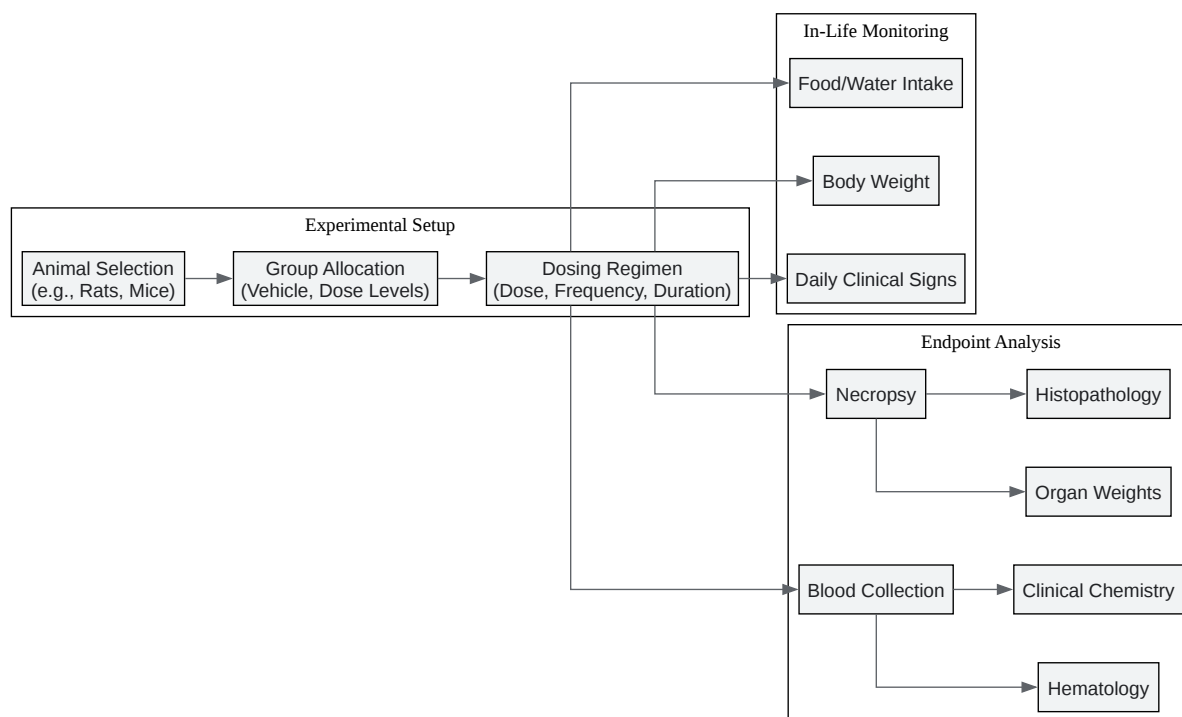 In-Life Monitoring
Food/Water Intake
Body Weight
Daily Clinical Signs
Experimental Setup
Animal Selection
(e.g., Rats, Mice)
Group Allocation
(Vehicle, Dose Levels)
Dosing Regimen
(Dose, Frequency, Duration)
Endpoint Analysis
Necropsy
Histopathology
Organ Weights
Blood Collection
Clinical Chemistry
Hematology